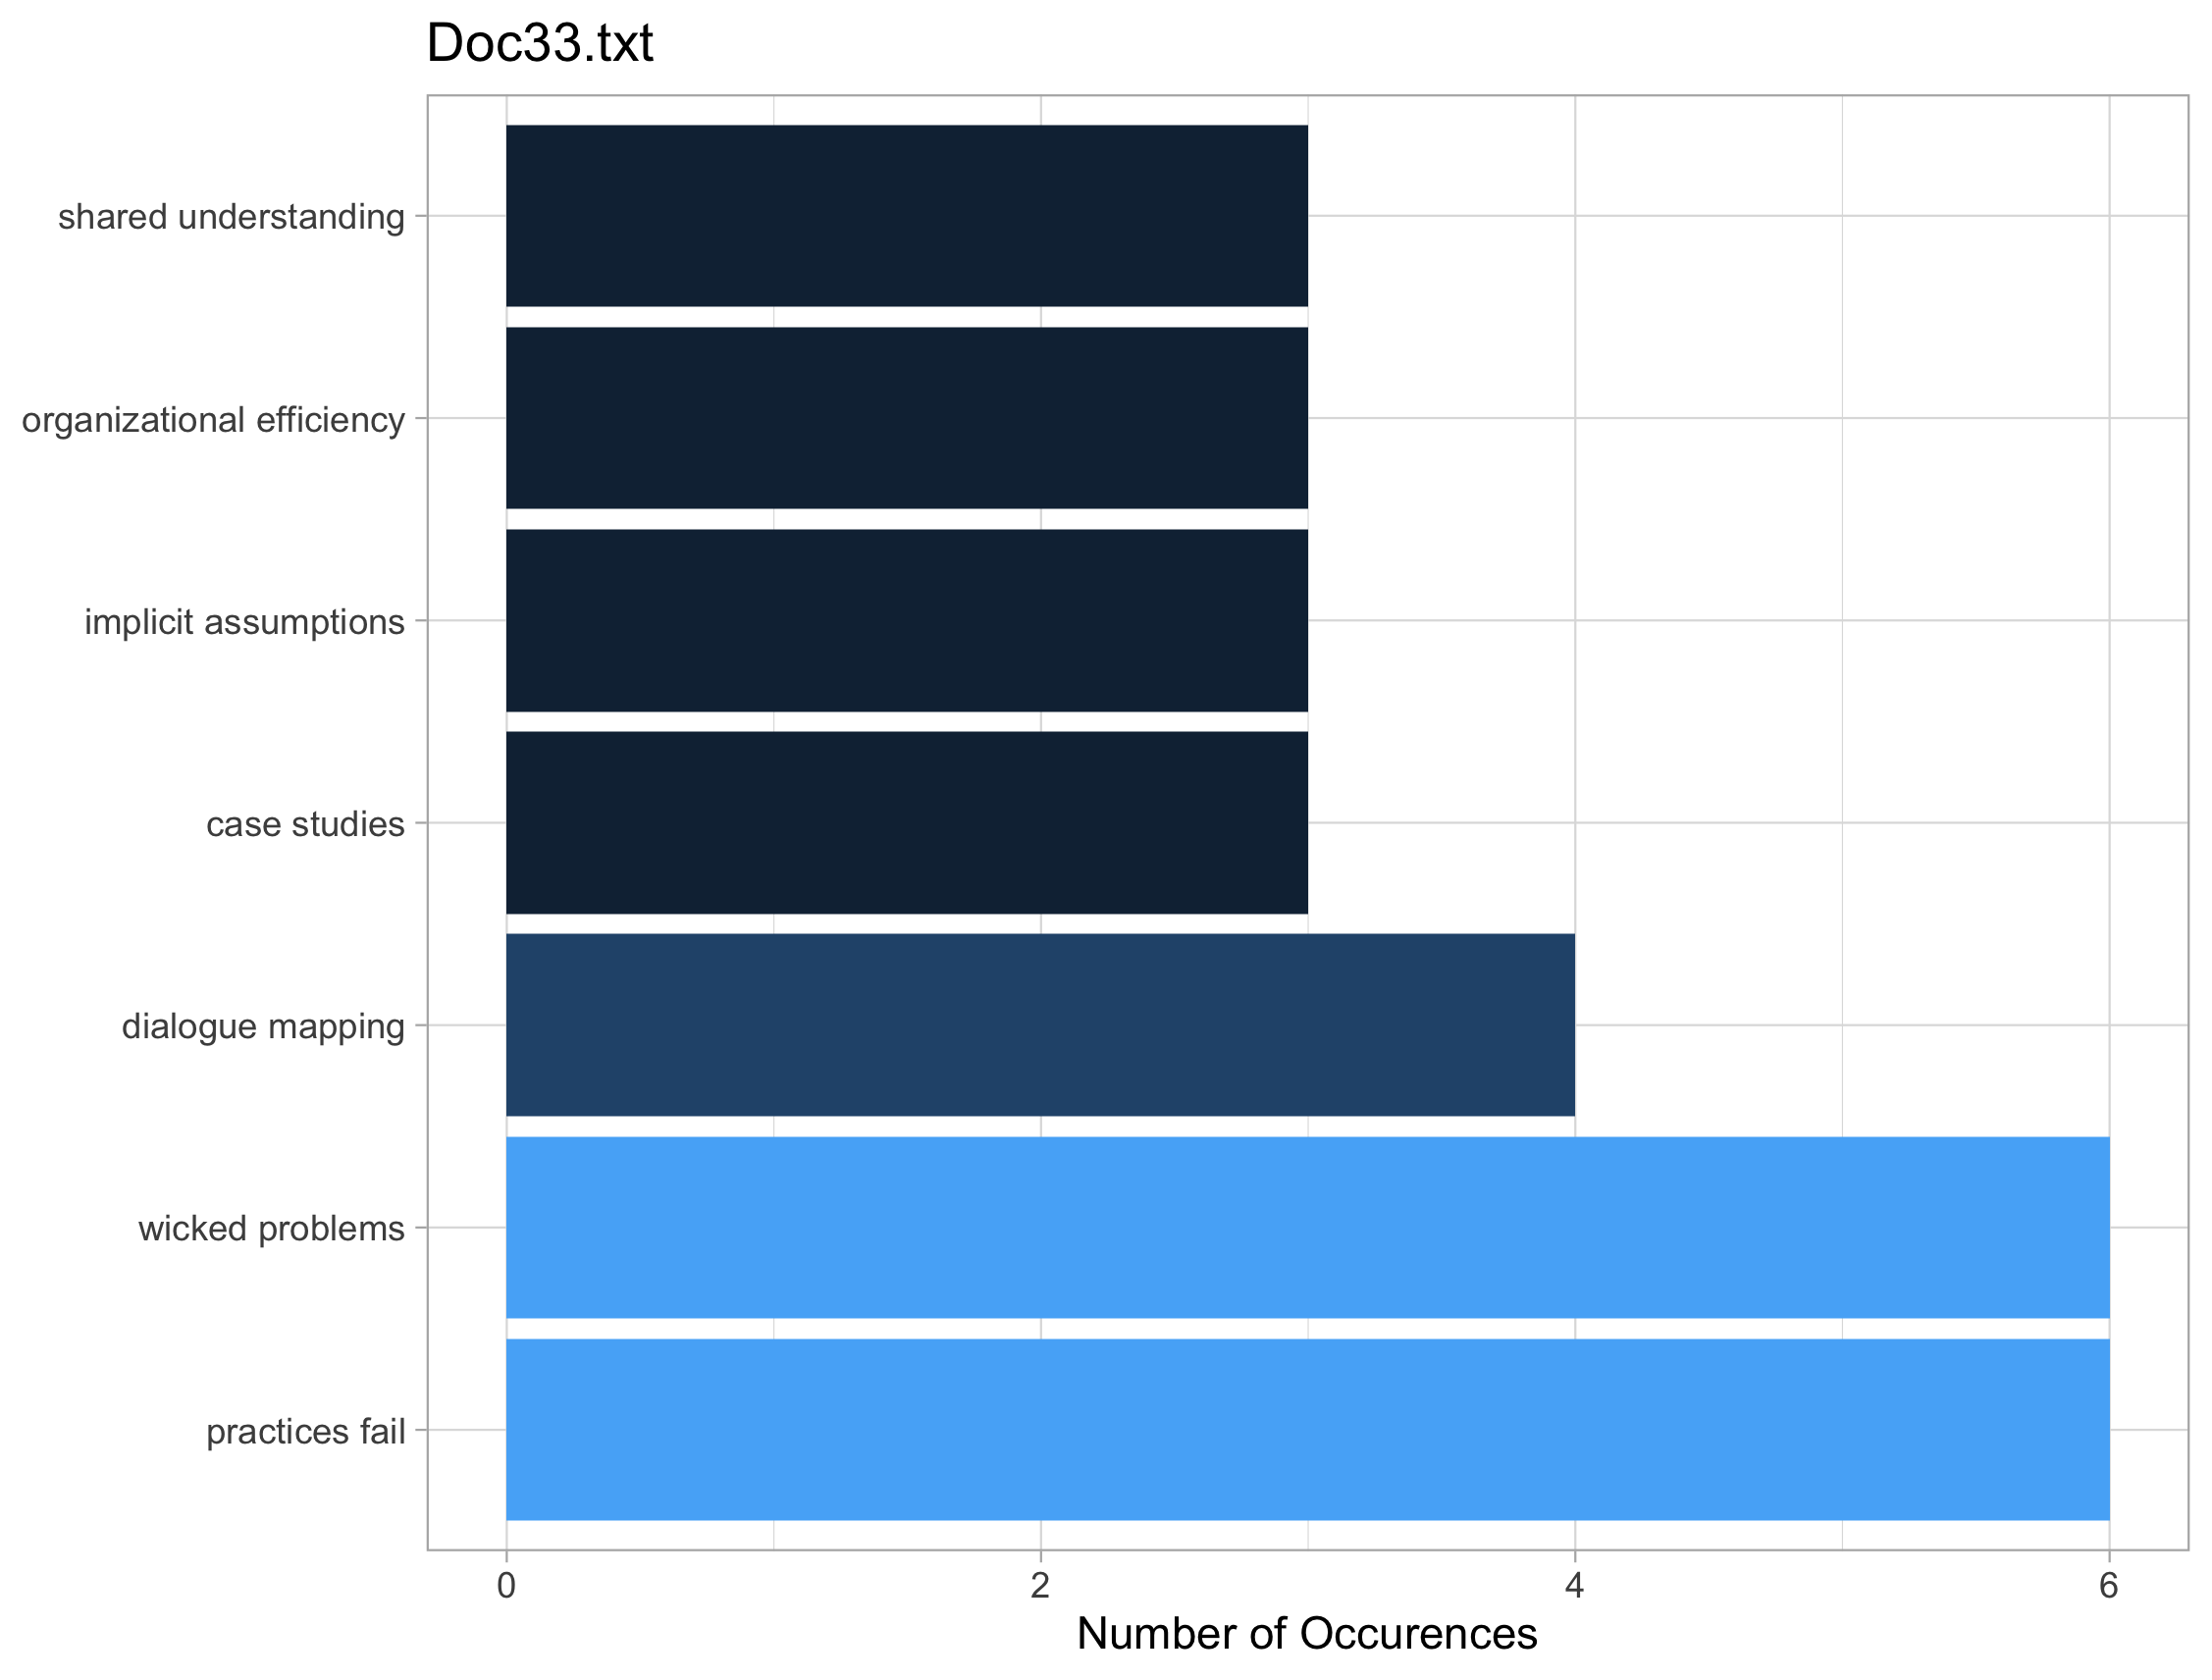 Doc33.txt
shared understanding
organizational efficiency
implicit assumptions
case studies
dialogue mapping
wicked problems
practices fail
0 2 4 6
Number of Occurences